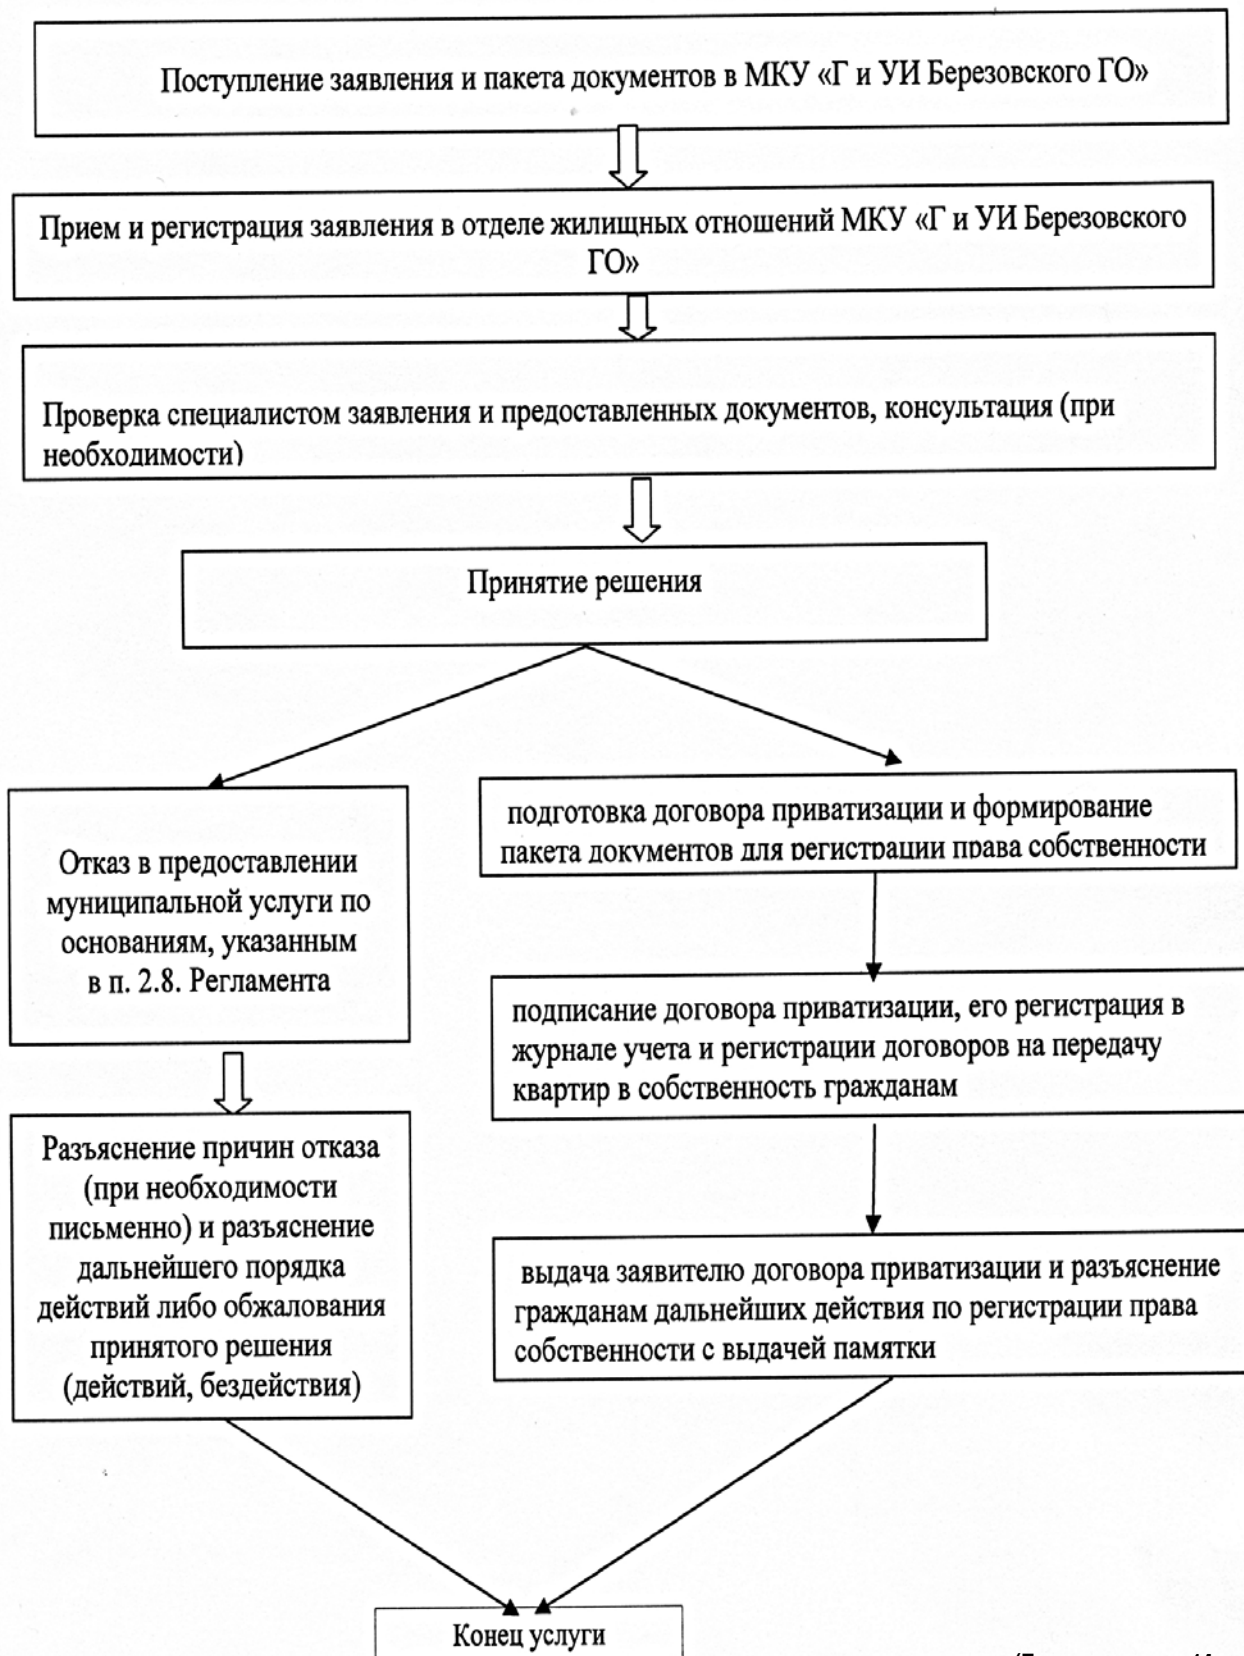 Поступление заявления и пакета документов в МКУ «Г и УИ Березовского ГО»
Прием и регистрация заявления в отделе жилищных отношений МКУ «Г и УИ Березовского
ГО»
Проверка специалистом заявления и предоставленных документов, консультация (при
необходимости)
Принятие решения
Отказ в предоставлении
муниципальной услуги по
основаниям, указанным
в п. 2.8. Регламента
Разъяснение причин отказа
(при необходимости
письменно) и разъяснение
дальнейшего порядка
действий либо обжалования
принятого решения
(действий, бездействия)
подготовка договора приватизации и формирование
пакета документов для регистрации права собственности
подписание договора приватизации, его регистрация в
журнале учета и регистрации договоров на передачу
квартир в собственность гражданам
выдача заявителю договора приватизации и разъяснение
гражданам дальнейших действия по регистрации права
собственности с выдачей памятки
Конец услуги